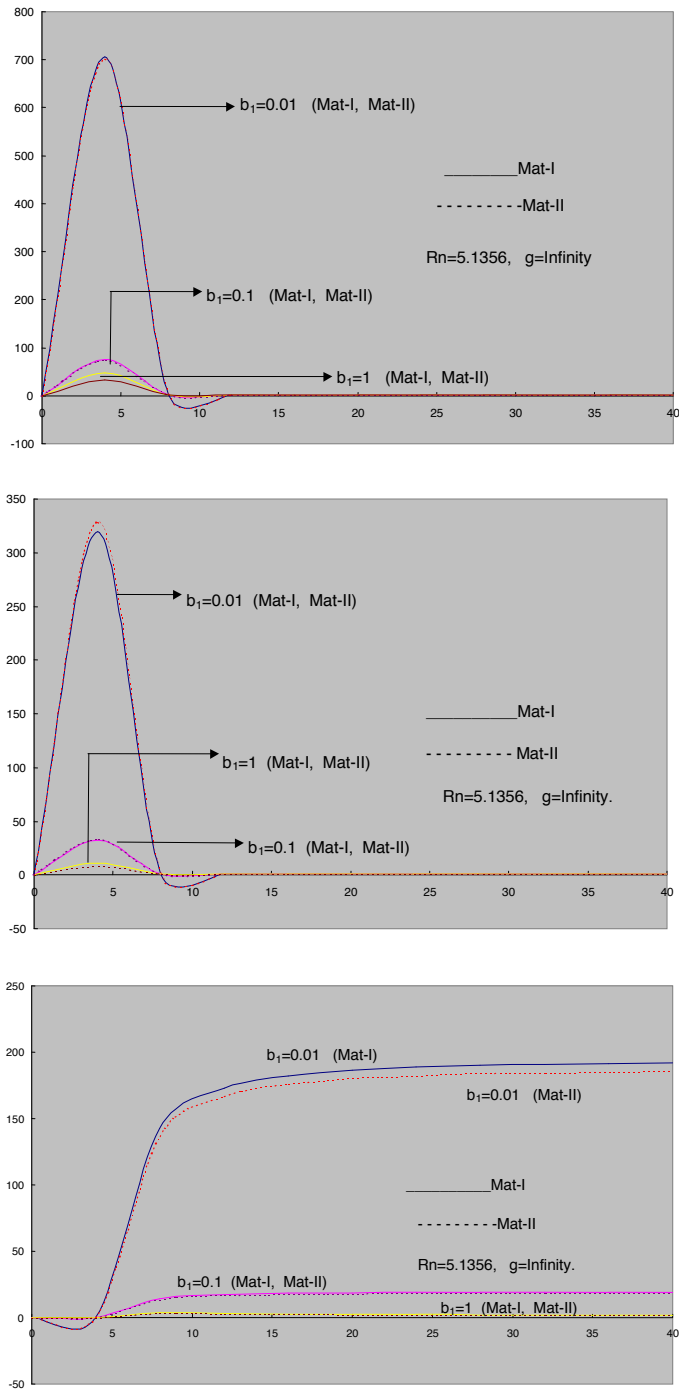 800
700
600
500
400
300
200
100
0
-100
b₁=0.01 (Mat-I, Mat-II)
Mat-I
Mat-II
Rn=5.1356, g=Infinity
b₁=0.1 (Mat-I, Mat-II)
b₁=1 (Mat-I, Mat-II)
0 5 10 15 20 25 30 35 40
350
300
250
200
150
100
50
0
-50
b₁=0.01 (Mat-I, Mat-II)
Mat-I
Mat-II
b₁=1 (Mat-I, Mat-II)
Rn=5.1356, g=Infinity.
b₁=0.1 (Mat-I, Mat-II)
0 5 10 15 20 25 30 35 40
250
200
150
100
50
0
-50
b₁=0.01 (Mat-I)
b₁=0.01 (Mat-II)
Mat-I
Mat-II
Rn=5.1356, g=Infinity.
b₁=0.1 (Mat-I, Mat-II)
b₁=1 (Mat-I, Mat-II)
0 5 10 15 20 25 30 35 40